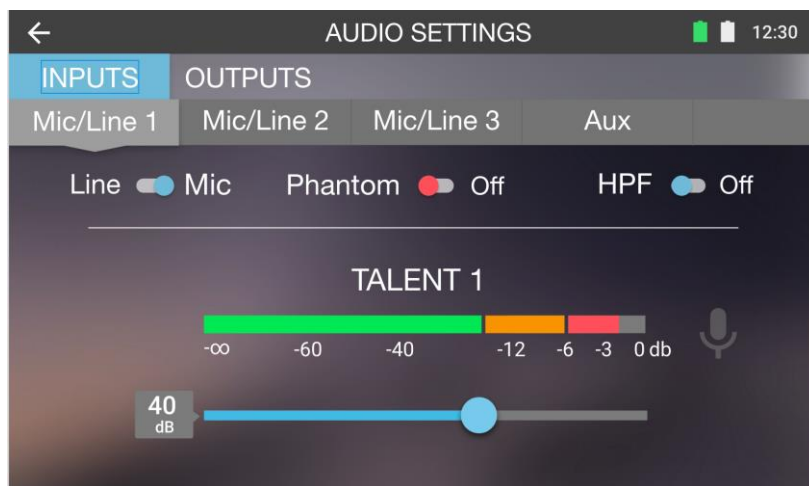 AUDIO SETTINGS 12:30
INPUTS OUTPUTS
Mic/Line 1 Mic/Line 2 Mic/Line 3 Aux
Line Mic Phantom Off HPF Off
TALENT 1
-∞ -60 -40 -12 -6 -3 0 db
40
dB